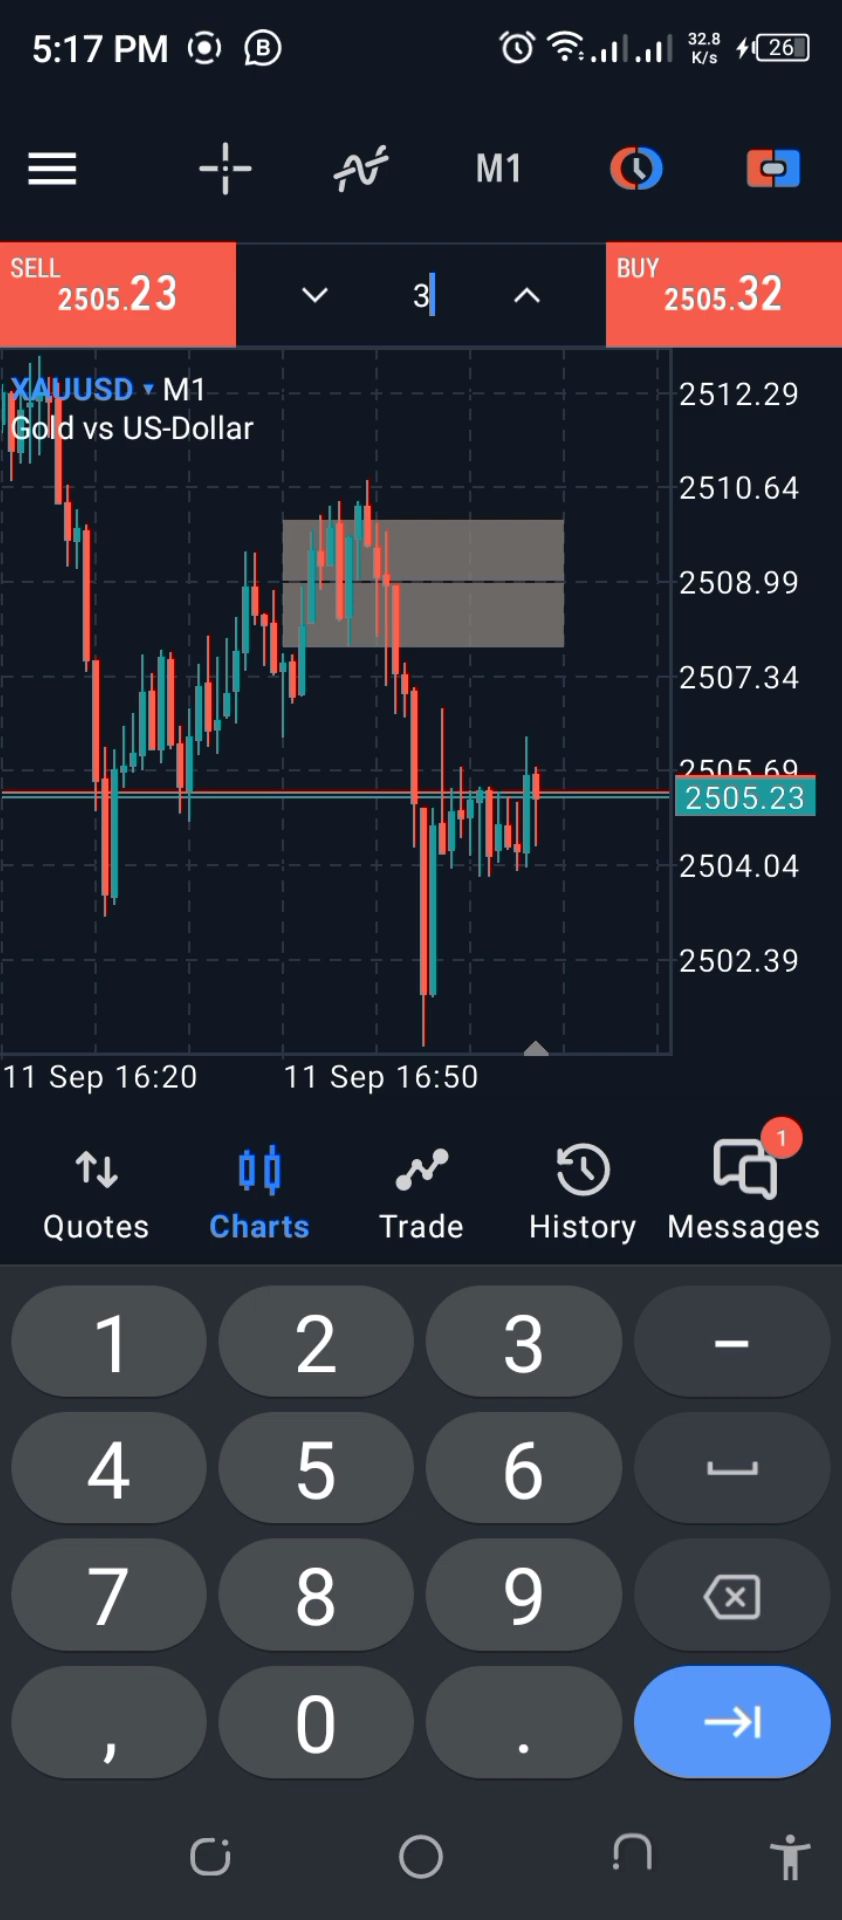 5:17 PM B 32.8 K/s 26
M1
SELL 2505.23
3
BUY 2505.32
XAUUSD M1
Gold vs US-Dollar
2512.29
2510.64
2508.99
2507.34
2505.69
2505.23
2504.04
2502.39
11 Sep 16:20 11 Sep 16:50
1
Quotes Charts Trade History Messages
1 2 3 –
4 5 6
7 8 9
, 0 .